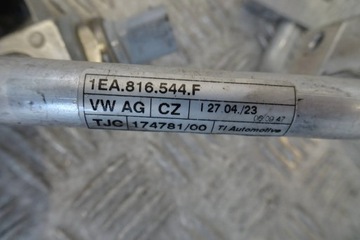 1EA.816.544.F
VW AG CZ I 27 04./23
TJC 174781/00 TI Automotive